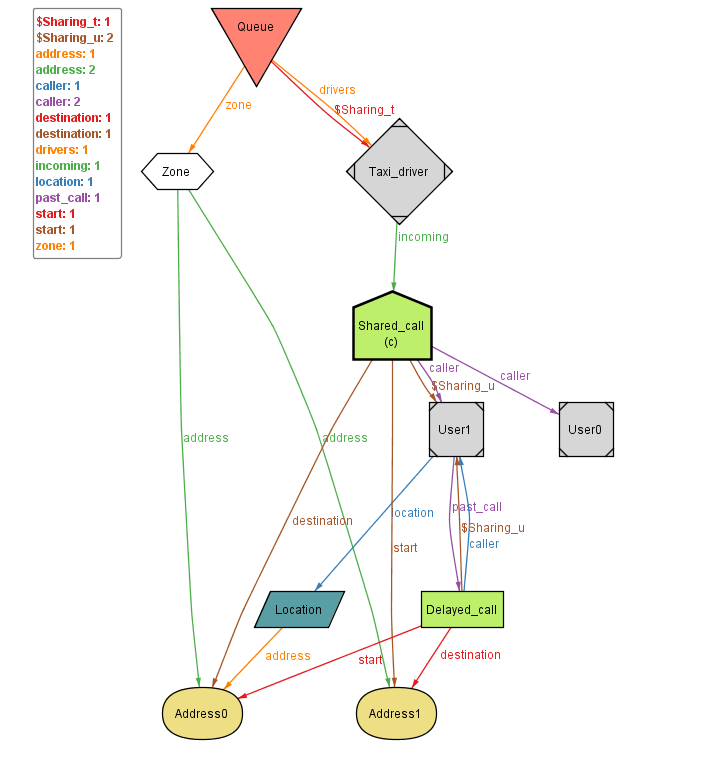 $Sharing_t: 1
$Sharing_u: 2
address: 1
address: 2
caller: 1
caller: 2
destination: 1
destination: 1
drivers: 1
incoming: 1
location: 1
past_call: 1
start: 1
start: 1
zone: 1
Queue
zone
drivers
$Sharing_t
Zone
Taxi_driver
incoming
Shared_call
(c)
caller
caller
$Sharing_u
User1
User0
address
address
destination
location
past_call
$Sharing_u
start
caller
Location
Delayed_call
address
start
destination
Address0
Address1